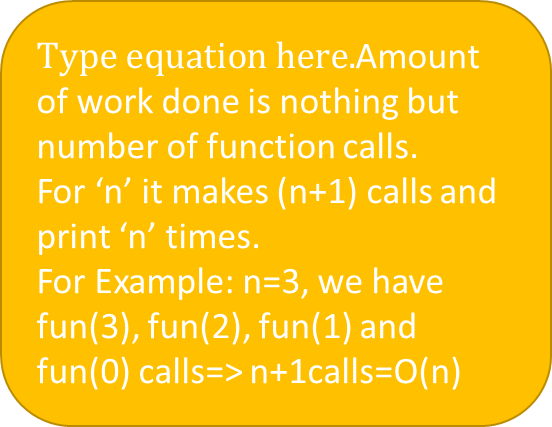 Type equation here.Amount
of work done is nothing but
number of function calls.
For ‘n’ it makes (n+1) calls and
print ‘n’ times.
For Example: n=3, we have
fun(3), fun(2), fun(1) and
fun(0) calls=> n+1calls=O(n)